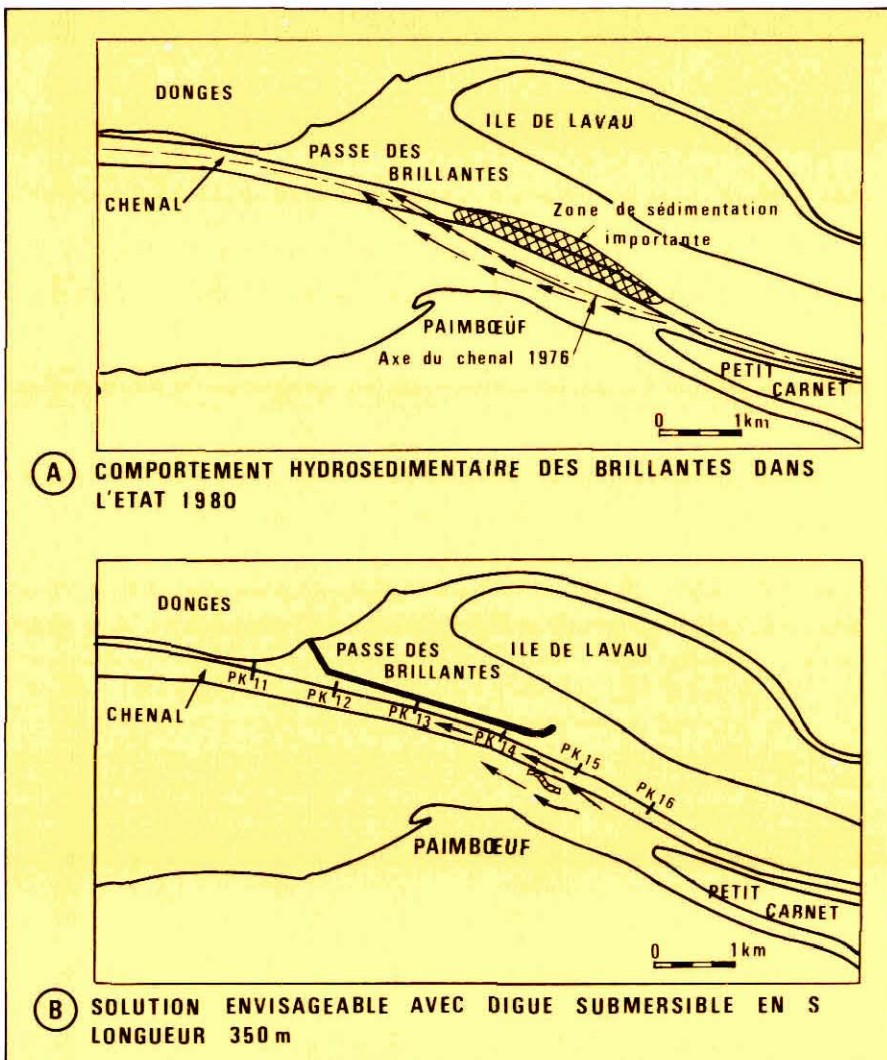 DONGES
ILE DE LAVAU
PASSE DES
BRILLANTES
CHENAL
Zone de sédimentation
importante
PAIMBŒUF
Axe du chenal 1976
PETIT
CARNET
0 1km
A COMPORTEMENT HYDROSEDIMENTAIRE DES BRILLANTES DANS
L'ETAT 1980
DONGES
ILE DE LAVAU
PASSE DES
BRILLANTES
CHENAL
PK 11
PK 12
PK 13
PK 14
PK 15
PK 16
PAIMBŒUF
PETIT
CARNET
0 1km
B SOLUTION ENVISAGEABLE AVEC DIGUE SUBMERSIBLE EN S
LONGUEUR 350 m